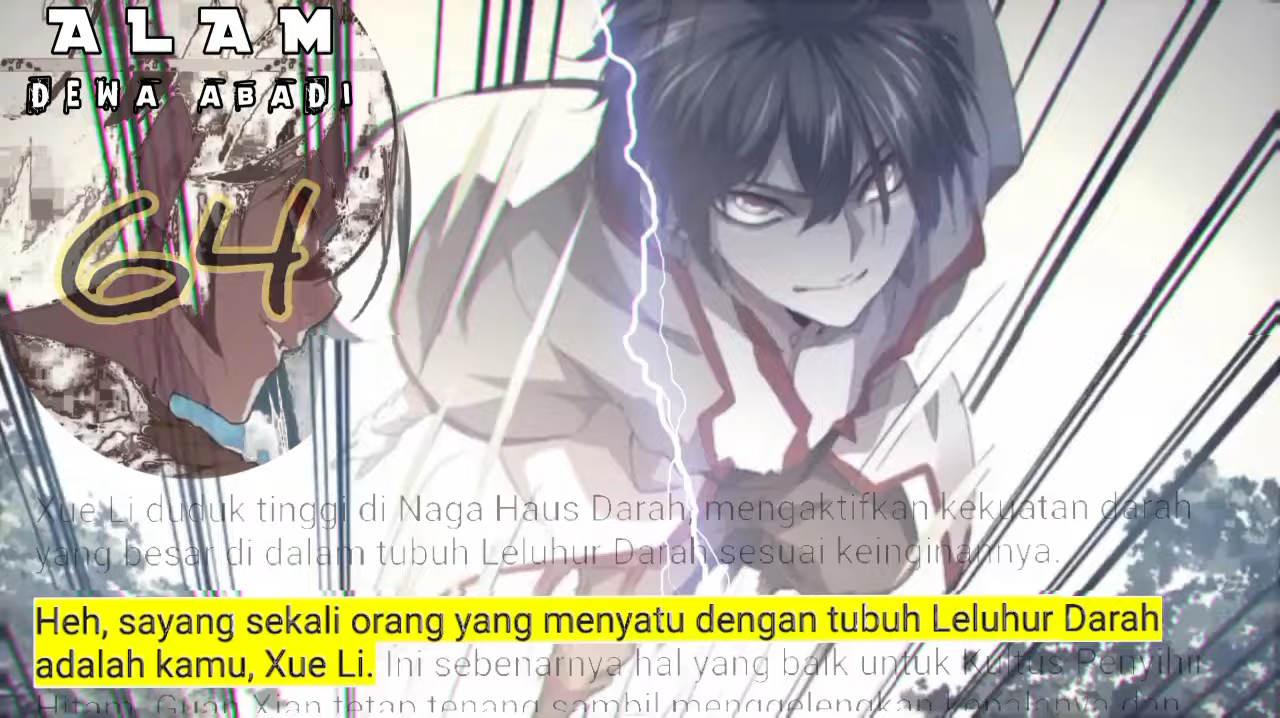 ALAM
DEWA ABADI
64
Xue Li duduk tinggi di Naga Haus Darah, mengaktifkan kekuatan darah
yang besar di dalam tubuh Leluhur Darah sesuai keinginannya.
Heh, sayang sekali orang yang menyatu dengan tubuh Leluhur Darah
adalah kamu, Xue Li. Ini sebenarnya hal yang baik untuk Kultus Penyihir
Hitam. Guan Xian tetap tenang sambil menggelengkan kepalanya dan